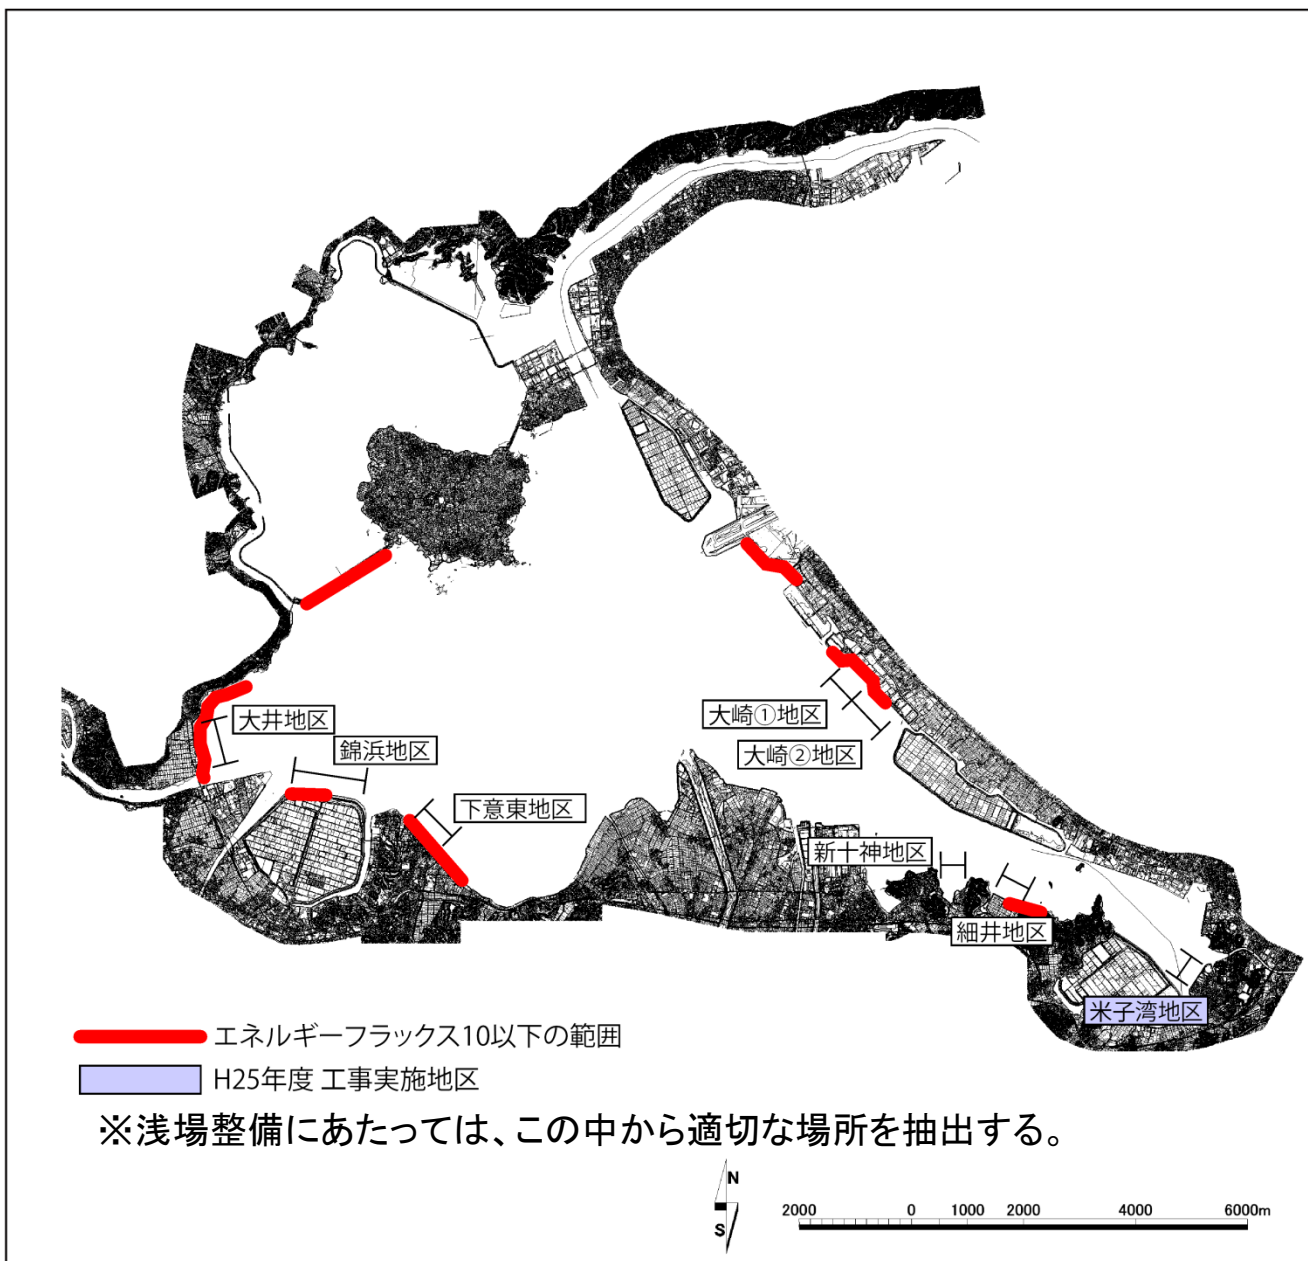 大井地区
錦浜地区
下意東地区
大崎①地区
大崎②地区
新十神地区
細井地区
米子湾地区
エネルギーフラックス10以下の範囲
H25年度 工事実施地区
※浅場整備にあたっては、この中から適切な場所を抽出する。
N
S
2000 0 1000 2000 4000 6000m